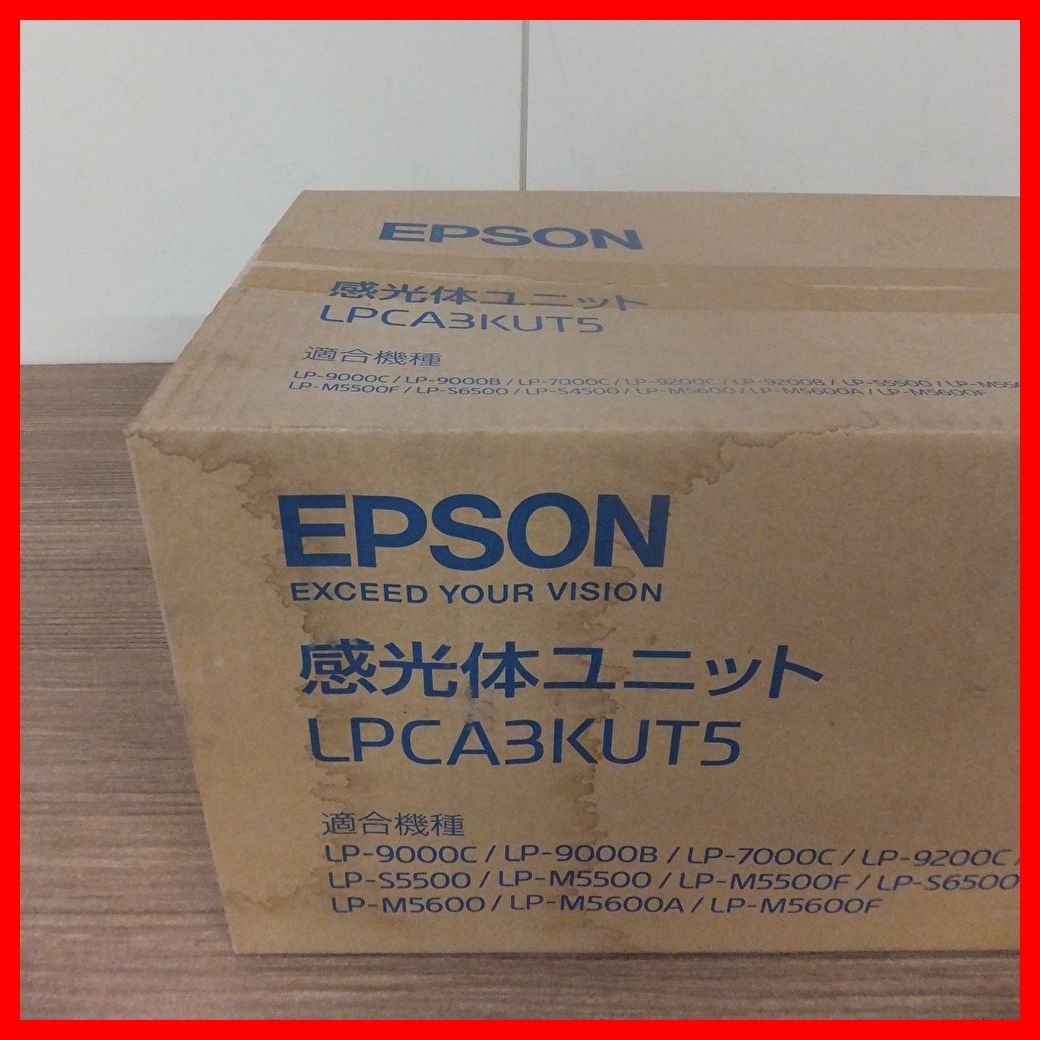 EPSON
感光体ユニット
LPCA3KUT5
適合機種
LP-9000C / LP-9000B / LP-7000C / LP-9200C / LP-9200B / LP-S5500 / LP-M550
LP-M5500F / LP-S6500 / LP-S4500 / LP-M5600 / LP-M5600A / LP-M5600F
EPSON
EXCEED YOUR VISION
感光体ユニット
LPCA3KUT5
適合機種
LP-9000C / LP-9000B / LP-7000C / LP-9200C /
LP-S5500 / LP-M5500 / LP-M5500F / LP-S6500
LP-M5600 / LP-M5600A / LP-M5600F